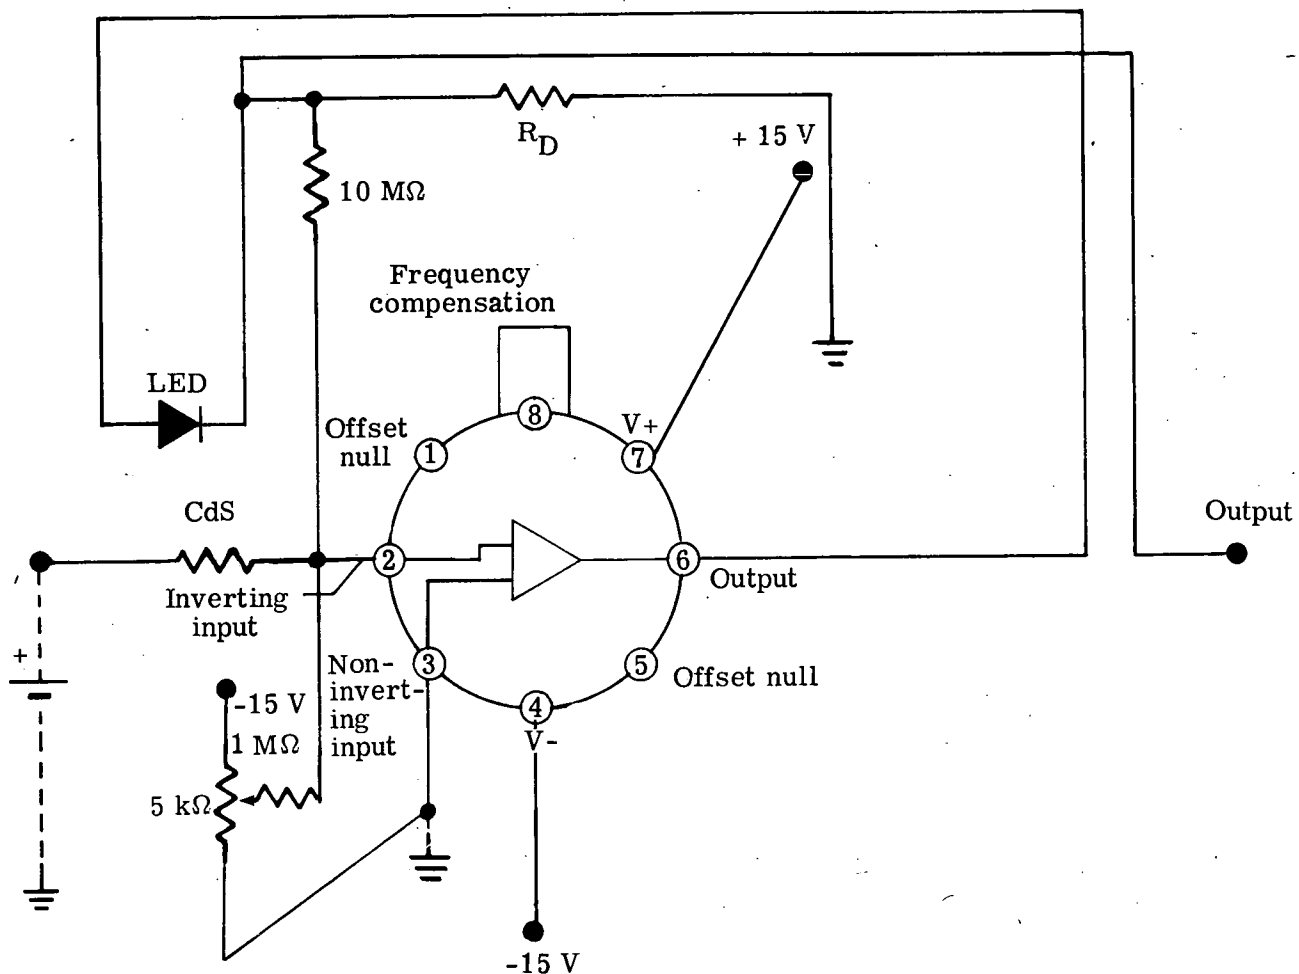 R_D
+ 15 V
10 MΩ
Frequency
compensation
LED
8
V+
Offset
null
1
7
CdS
Output
2
6
Output
Inverting
input
3
Non-
invert-
ing
input
5
Offset null
+
-15 V
4
V-
1 MΩ
5 kΩ
-15 V